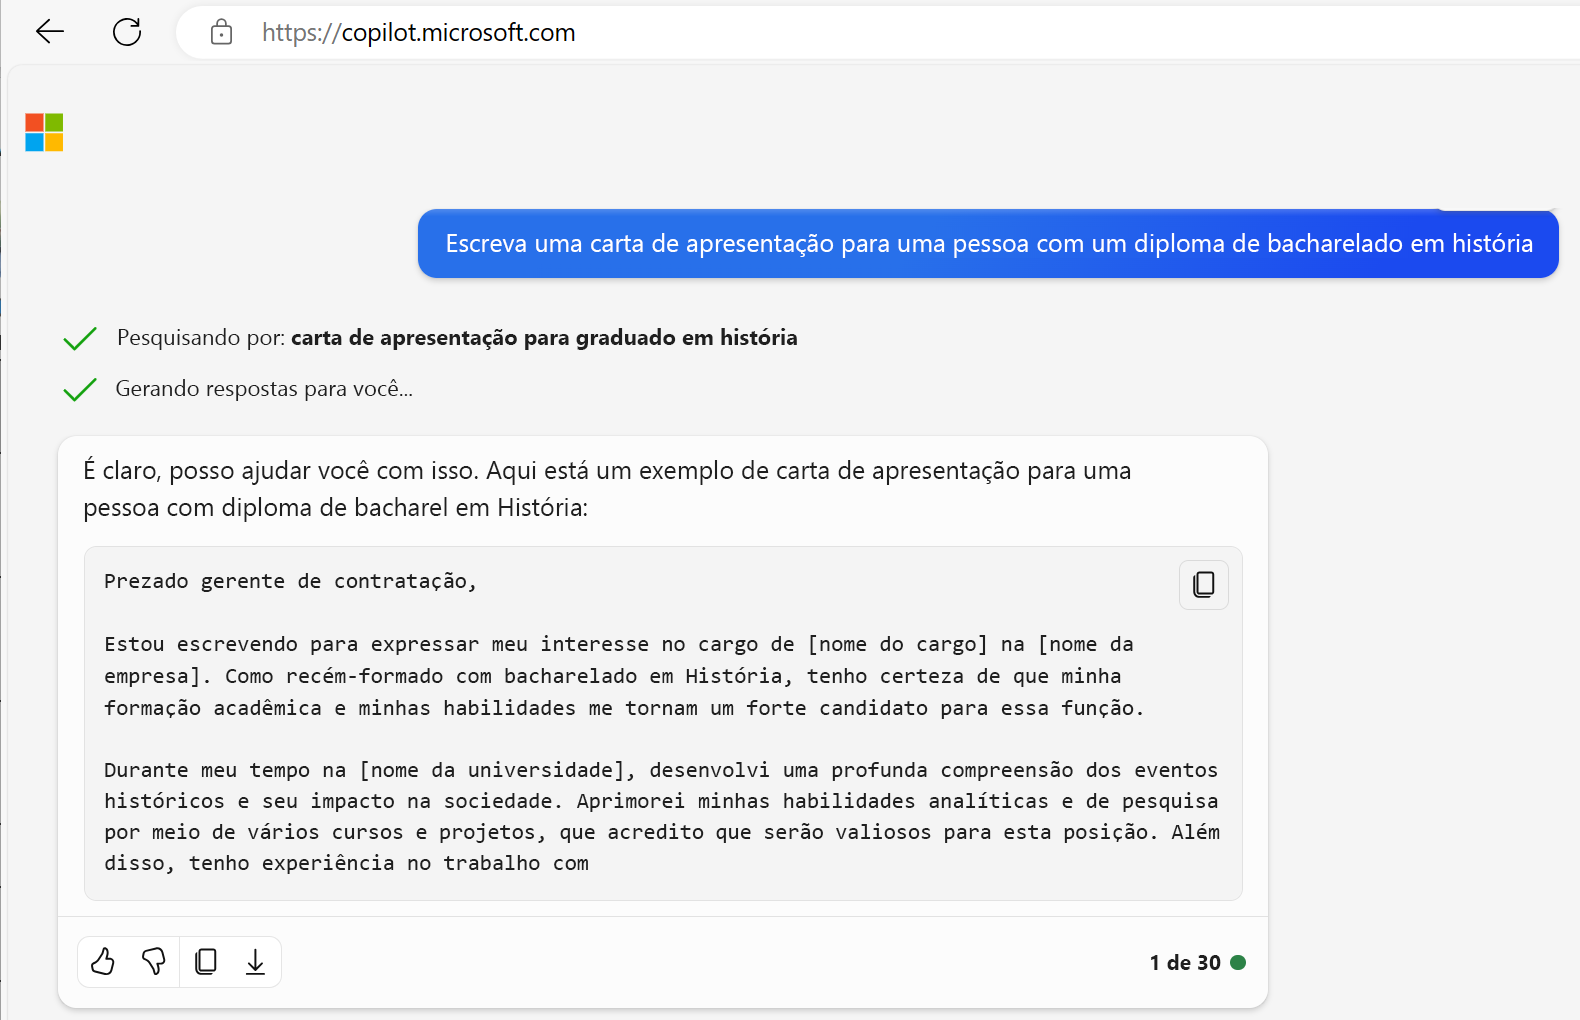 https://copilot.microsoft.com
Escreva uma carta de apresentação para uma pessoa com um diploma de bacharelado em história
Pesquisando por: carta de apresentação para graduado em história
Gerando respostas para você...
É claro, posso ajudar você com isso. Aqui está um exemplo de carta de apresentação para uma
pessoa com diploma de bacharel em História:
Prezado gerente de contratação,
Estou escrevendo para expressar meu interesse no cargo de [nome do cargo] na [nome da
empresa]. Como recém-formado com bacharelado em História, tenho certeza de que minha
formação acadêmica e minhas habilidades me tornam um forte candidato para essa função.
Durante meu tempo na [nome da universidade], desenvolvi uma profunda compreensão dos eventos
históricos e seu impacto na sociedade. Aprimorei minhas habilidades analíticas e de pesquisa
por meio de vários cursos e projetos, que acredito que serão valiosos para esta posição. Além
disso, tenho experiência no trabalho com
1 de 30